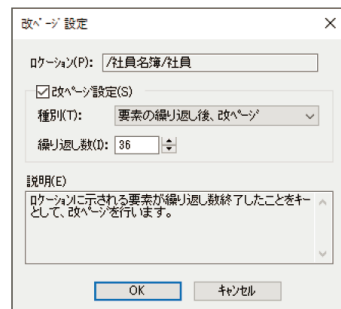 改ﾍﾟｰｼﾞ 設定
ﾛｹｰｼｮﾝ(P): /社員名簿/社員
改ﾍﾟｰｼﾞ設定(S)
種別(T): 要素の繰り返し後、改ﾍﾟｰｼﾞ
繰り返し数(I): 36
説明(E)
ﾛｹｰｼｮﾝに示される要素が繰り返し数終了したことをｷｰ
として、改ﾍﾟｰｼﾞを行います。
OK ｷｬﾝｾﾙ